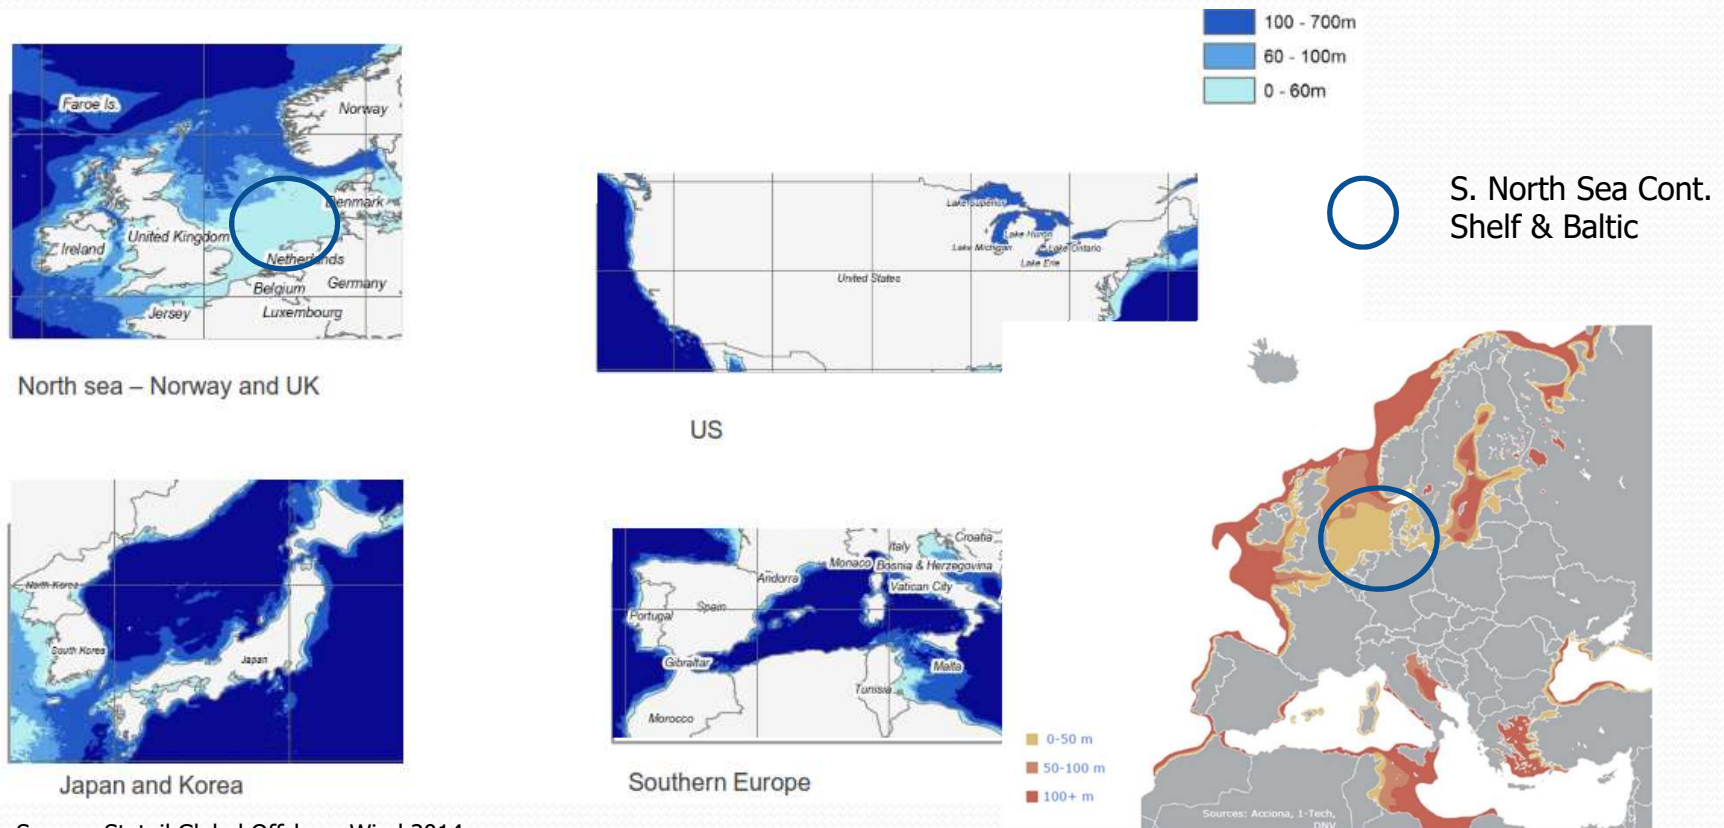 100 - 700m
60 - 100m
0 - 60m
Faroe Is.
Norway
Denmark
Ireland
United Kingdom
Netherlands
Belgium
Germany
Jersey
Luxembourg
North sea – Norway and UK
Lake Superior
Lake Huron
Lake Michigan
Lake Ontario
Lake Erie
United States
US
S. North Sea Cont.
Shelf & Baltic
North Korea
South Korea
Japan
Japan and Korea
Italy
Croatia
Monaco
Bosnia & Herzegovina
Andorra
Vatican City
Spain
Portugal
Gibraltar
Malta
Tunisia
Morocco
Southern Europe
0-50 m
50-100 m
100+ m
Sources: Acciona, 1-Tech,
DNV